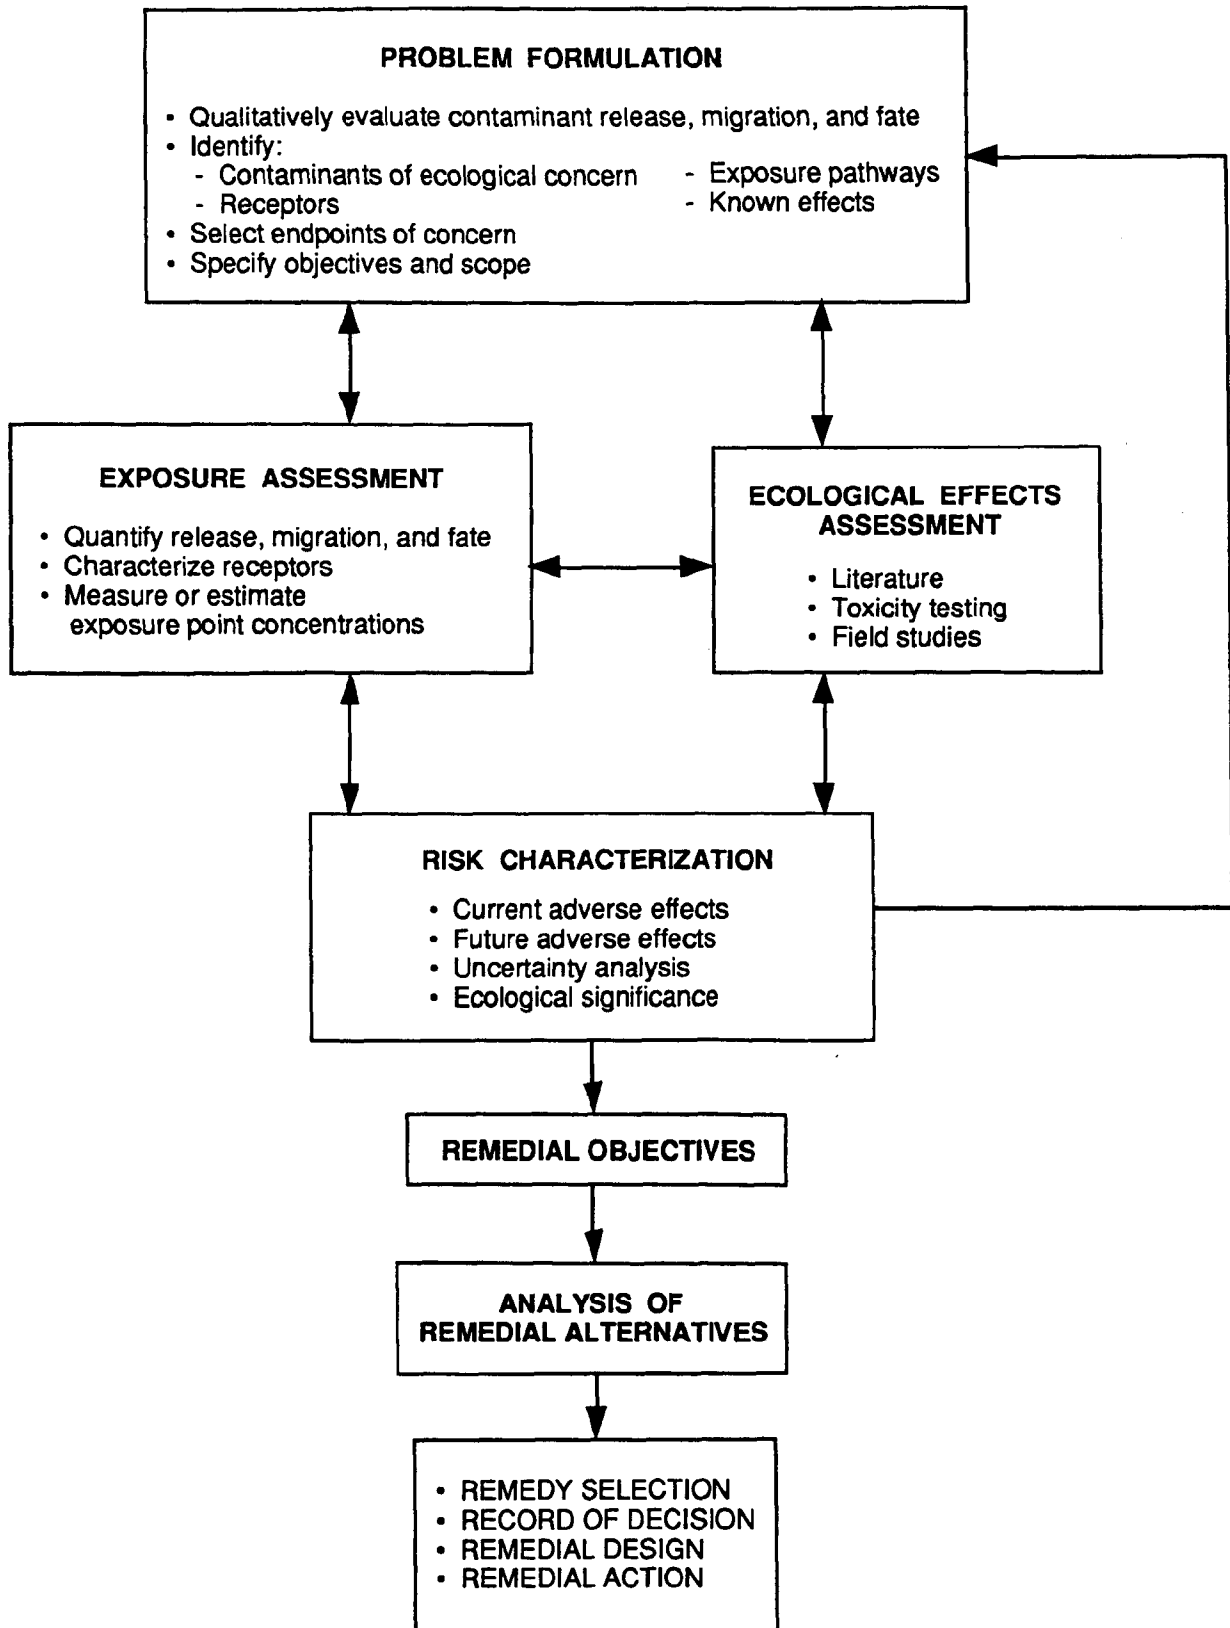 PROBLEM FORMULATION
• Qualitatively evaluate contaminant release, migration, and fate
• Identify:
- Contaminants of ecological concern - Exposure pathways
- Receptors - Known effects
• Select endpoints of concern
• Specify objectives and scope
EXPOSURE ASSESSMENT
• Quantify release, migration, and fate
• Characterize receptors
• Measure or estimate
exposure point concentrations
ECOLOGICAL EFFECTS
ASSESSMENT
• Literature
• Toxicity testing
• Field studies
RISK CHARACTERIZATION
• Current adverse effects
• Future adverse effects
• Uncertainty analysis
• Ecological significance
REMEDIAL OBJECTIVES
ANALYSIS OF
REMEDIAL ALTERNATIVES
• REMEDY SELECTION
• RECORD OF DECISION
• REMEDIAL DESIGN
• REMEDIAL ACTION